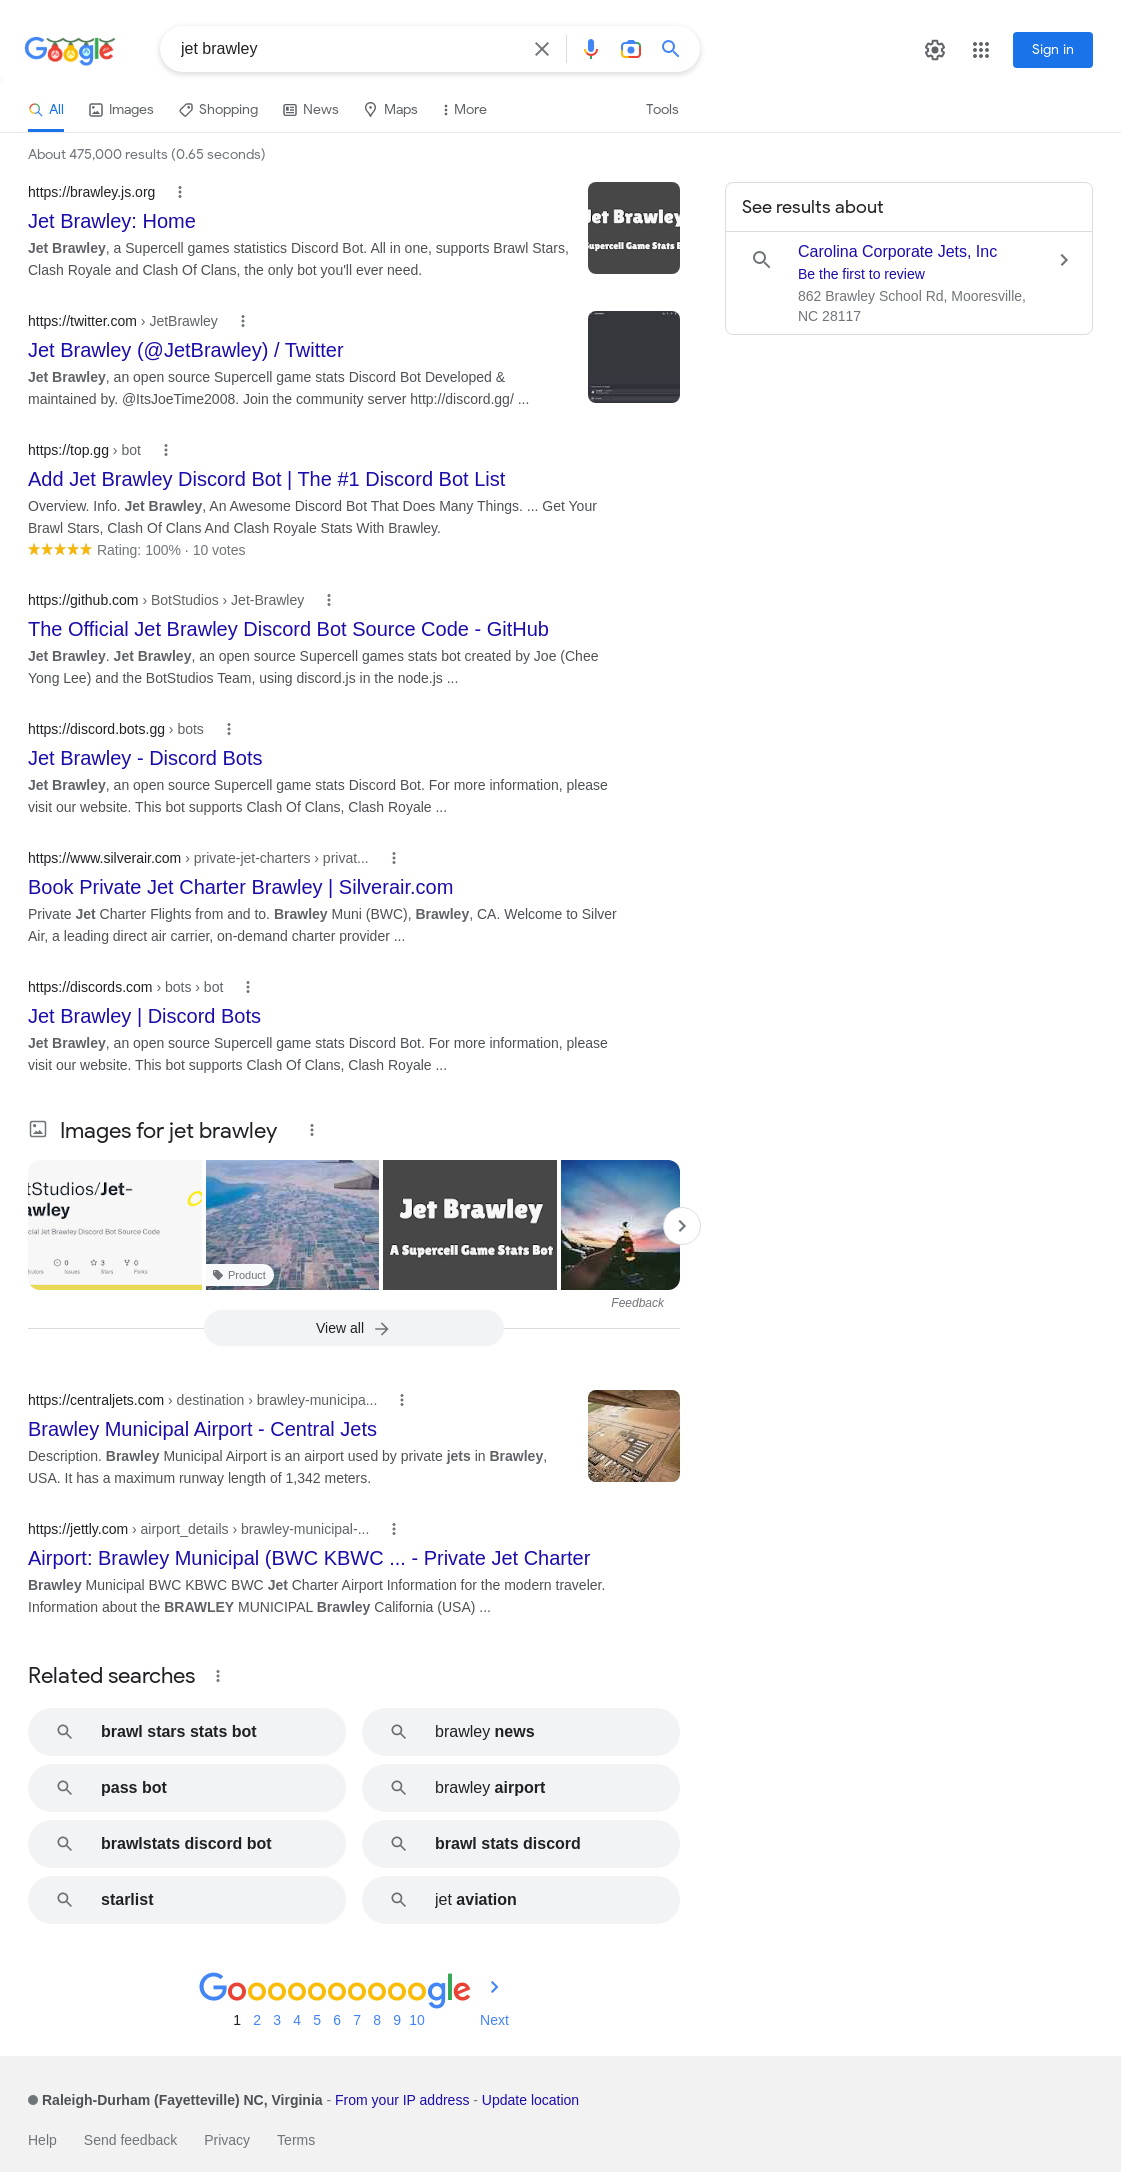 Google
jet brawley
Sign in
All
Images
Shopping
News
Maps
More
Tools
About 475,000 results (0.65 seconds)
https://brawley.js.org
Jet Brawley: Home
Jet Brawley, a Supercell games statistics Discord Bot. All in one, supports Brawl Stars,
Clash Royale and Clash Of Clans, the only bot you'll ever need.
Jet Brawley
Supercell Game Stats B
See results about
Carolina Corporate Jets, Inc
Be the first to review
862 Brawley School Rd, Mooresville,
NC 28117
https://twitter.com › JetBrawley
Jet Brawley (@JetBrawley) / Twitter
Jet Brawley, an open source Supercell game stats Discord Bot Developed &
maintained by. @ItsJoeTime2008. Join the community server http://discord.gg/ ...
https://top.gg › bot
Add Jet Brawley Discord Bot | The #1 Discord Bot List
Overview. Info. Jet Brawley, An Awesome Discord Bot That Does Many Things. ... Get Your
Brawl Stars, Clash Of Clans And Clash Royale Stats With Brawley.
Rating: 100% · 10 votes
https://github.com › BotStudios › Jet-Brawley
The Official Jet Brawley Discord Bot Source Code - GitHub
Jet Brawley. Jet Brawley, an open source Supercell games stats bot created by Joe (Chee
Yong Lee) and the BotStudios Team, using discord.js in the node.js ...
https://discord.bots.gg › bots
Jet Brawley - Discord Bots
Jet Brawley, an open source Supercell game stats Discord Bot. For more information, please
visit our website. This bot supports Clash Of Clans, Clash Royale ...
https://www.silverair.com › private-jet-charters › privat...
Book Private Jet Charter Brawley | Silverair.com
Private Jet Charter Flights from and to. Brawley Muni (BWC), Brawley, CA. Welcome to Silver
Air, a leading direct air carrier, on-demand charter provider ...
https://discords.com › bots › bot
Jet Brawley | Discord Bots
Jet Brawley, an open source Supercell game stats Discord Bot. For more information, please
visit our website. This bot supports Clash Of Clans, Clash Royale ...
Images for jet brawley
tStudios/Jet-
awley
cial Jet Brawley Discord Bot Source Code
0
3
0
butors
Issues
Stars
Forks
Product
Jet Brawley
A Supercell Game Stats Bot
Feedback
View all
https://centraljets.com › destination › brawley-municipa...
Brawley Municipal Airport - Central Jets
Description. Brawley Municipal Airport is an airport used by private jets in Brawley,
USA. It has a maximum runway length of 1,342 meters.
https://jettly.com › airport_details › brawley-municipal-...
Airport: Brawley Municipal (BWC KBWC ... - Private Jet Charter
Brawley Municipal BWC KBWC BWC Jet Charter Airport Information for the modern traveler.
Information about the BRAWLEY MUNICIPAL Brawley California (USA) ...
Related searches
brawl stars stats bot
brawley news
pass bot
brawley airport
brawlstats discord bot
brawl stats discord
starlist
jet aviation
Goooooooooogle
1 2 3 4 5 6 7 8 9 10 Next
Raleigh-Durham (Fayetteville) NC, Virginia - From your IP address - Update location
Help Send feedback Privacy Terms